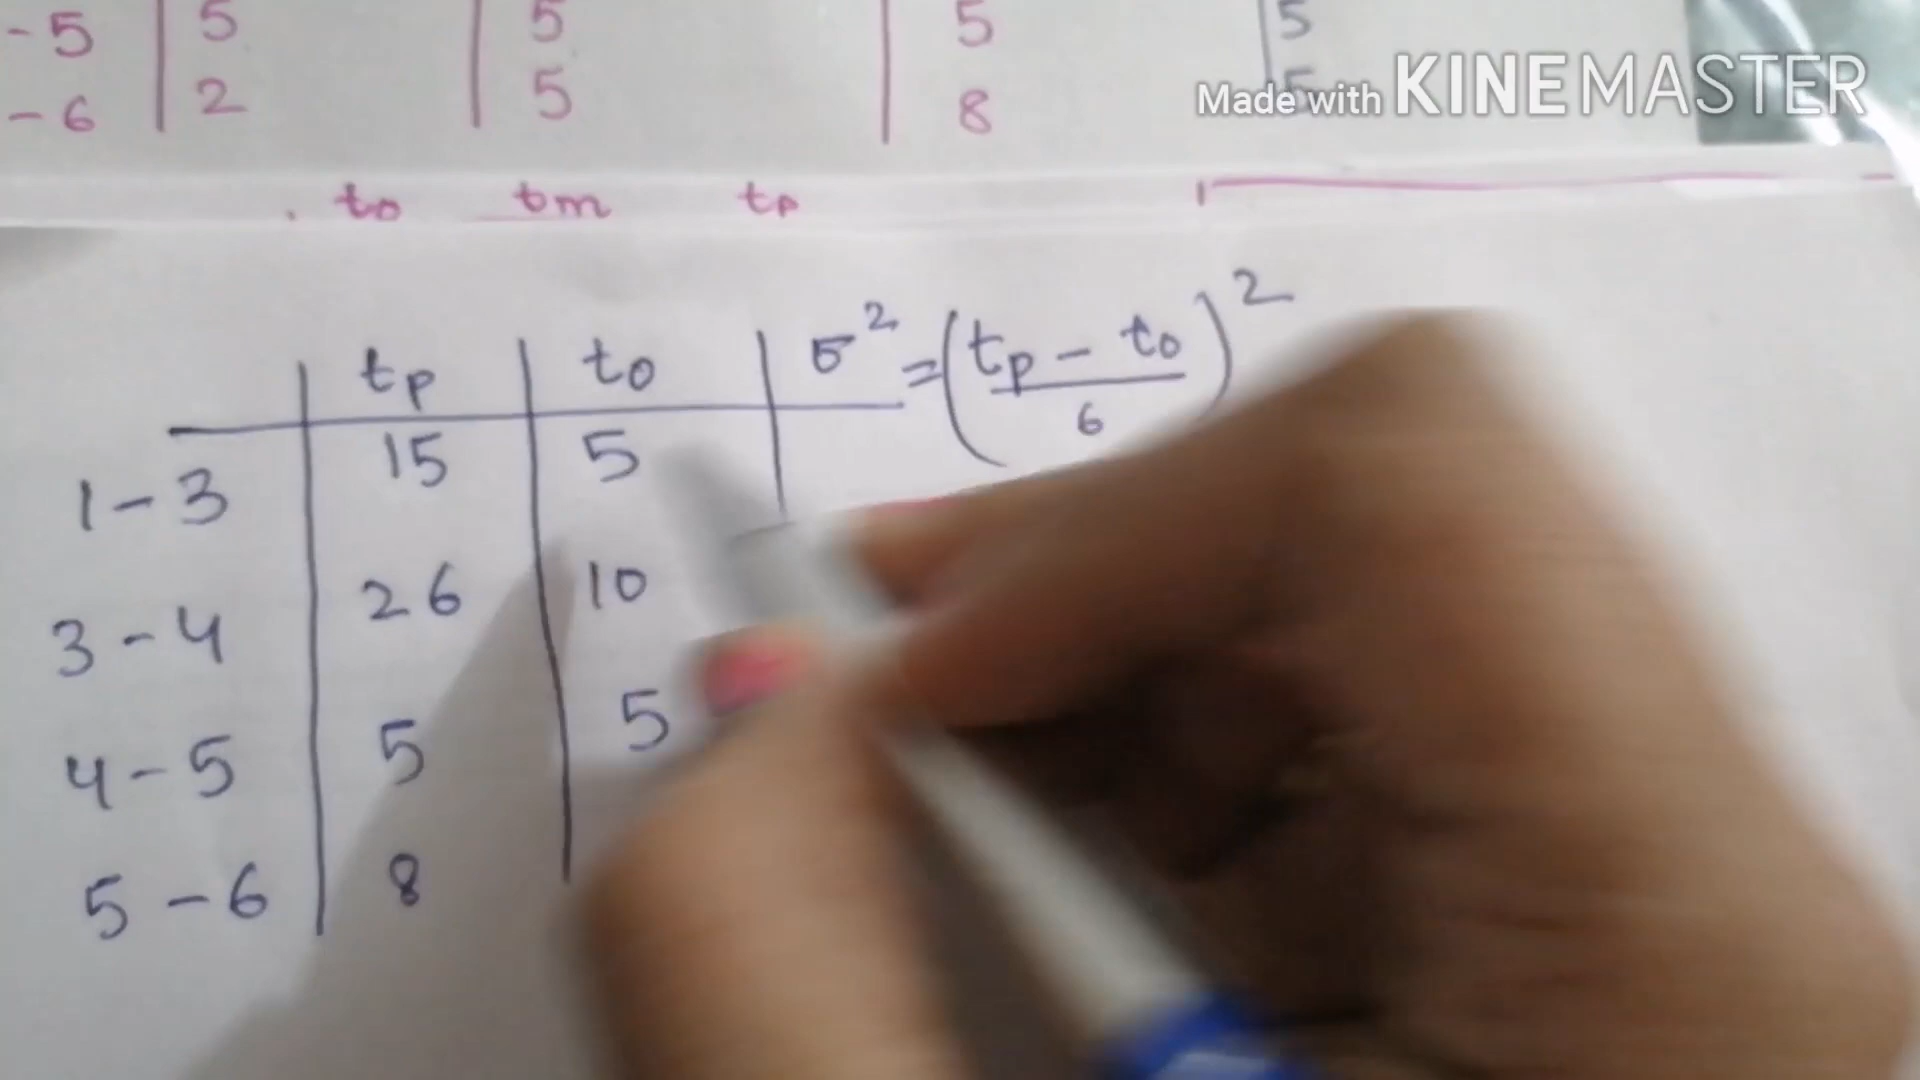 -5 5 5 5 5
-6 2 5 8 5
Made with KINEMASTER
to tm tp
tp to σ² = (tp - to / 6)²
1-3 15 5
3-4 26 10
4-5 5 5
5-6 8